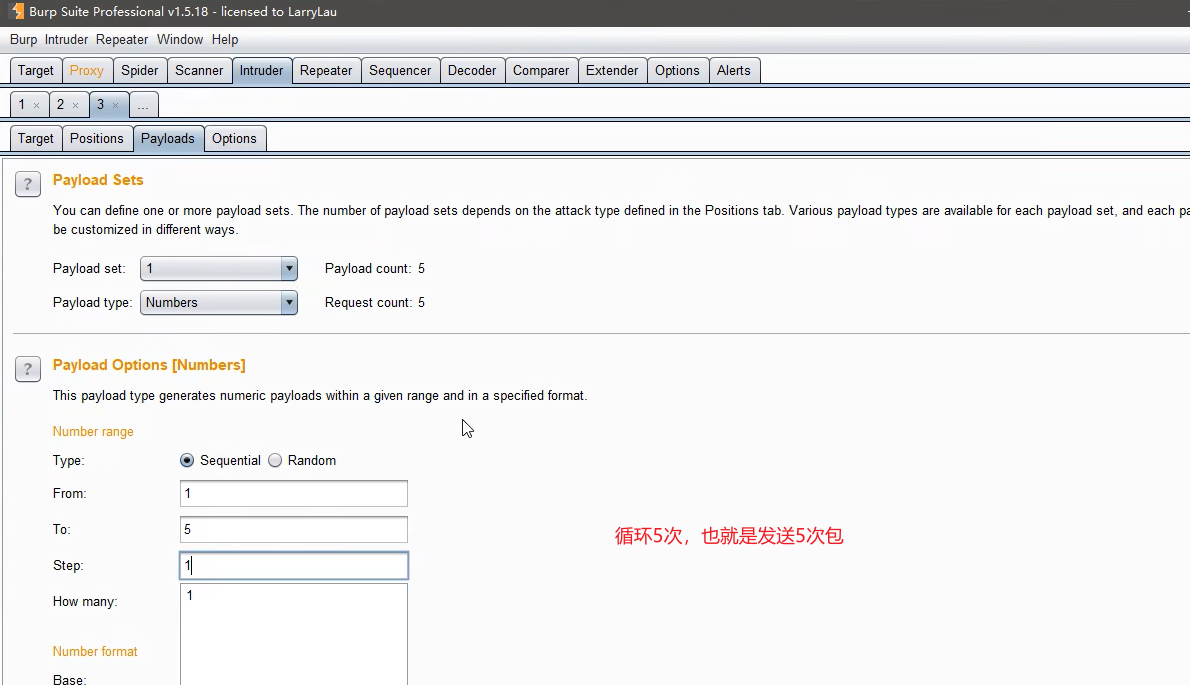 Burp Suite Professional v1.5.18 - licensed to LarryLau
Burp Intruder Repeater Window Help
Target Proxy Spider Scanner Intruder Repeater Sequencer Decoder Comparer Extender Options Alerts
1 × 2 × 3 × ...
Target Positions Payloads Options
? Payload Sets
You can define one or more payload sets. The number of payload sets depends on the attack type defined in the Positions tab. Various payload types are available for each payload set, and each pa
be customized in different ways.
Payload set: 1 Payload count: 5
Payload type: Numbers Request count: 5
? Payload Options [Numbers]
This payload type generates numeric payloads within a given range and in a specified format.
Number range
Type: Sequential Random
From: 1
To: 5
循环5次，也就是发送5次包
Step: 1
How many: 1
Number format
Base: